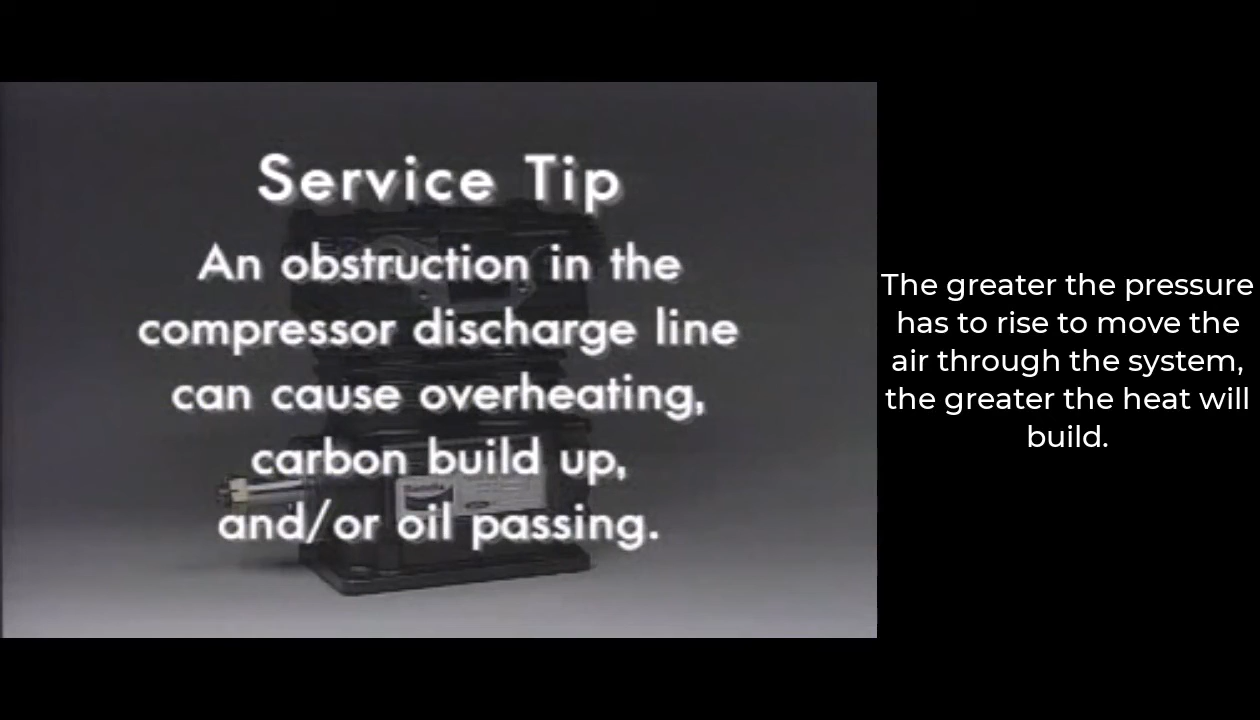 Service Tip
An obstruction in the
compressor discharge line
can cause overheating,
carbon build up,
and/or oil passing.
The greater the pressure
has to rise to move the
air through the system,
the greater the heat will
build.